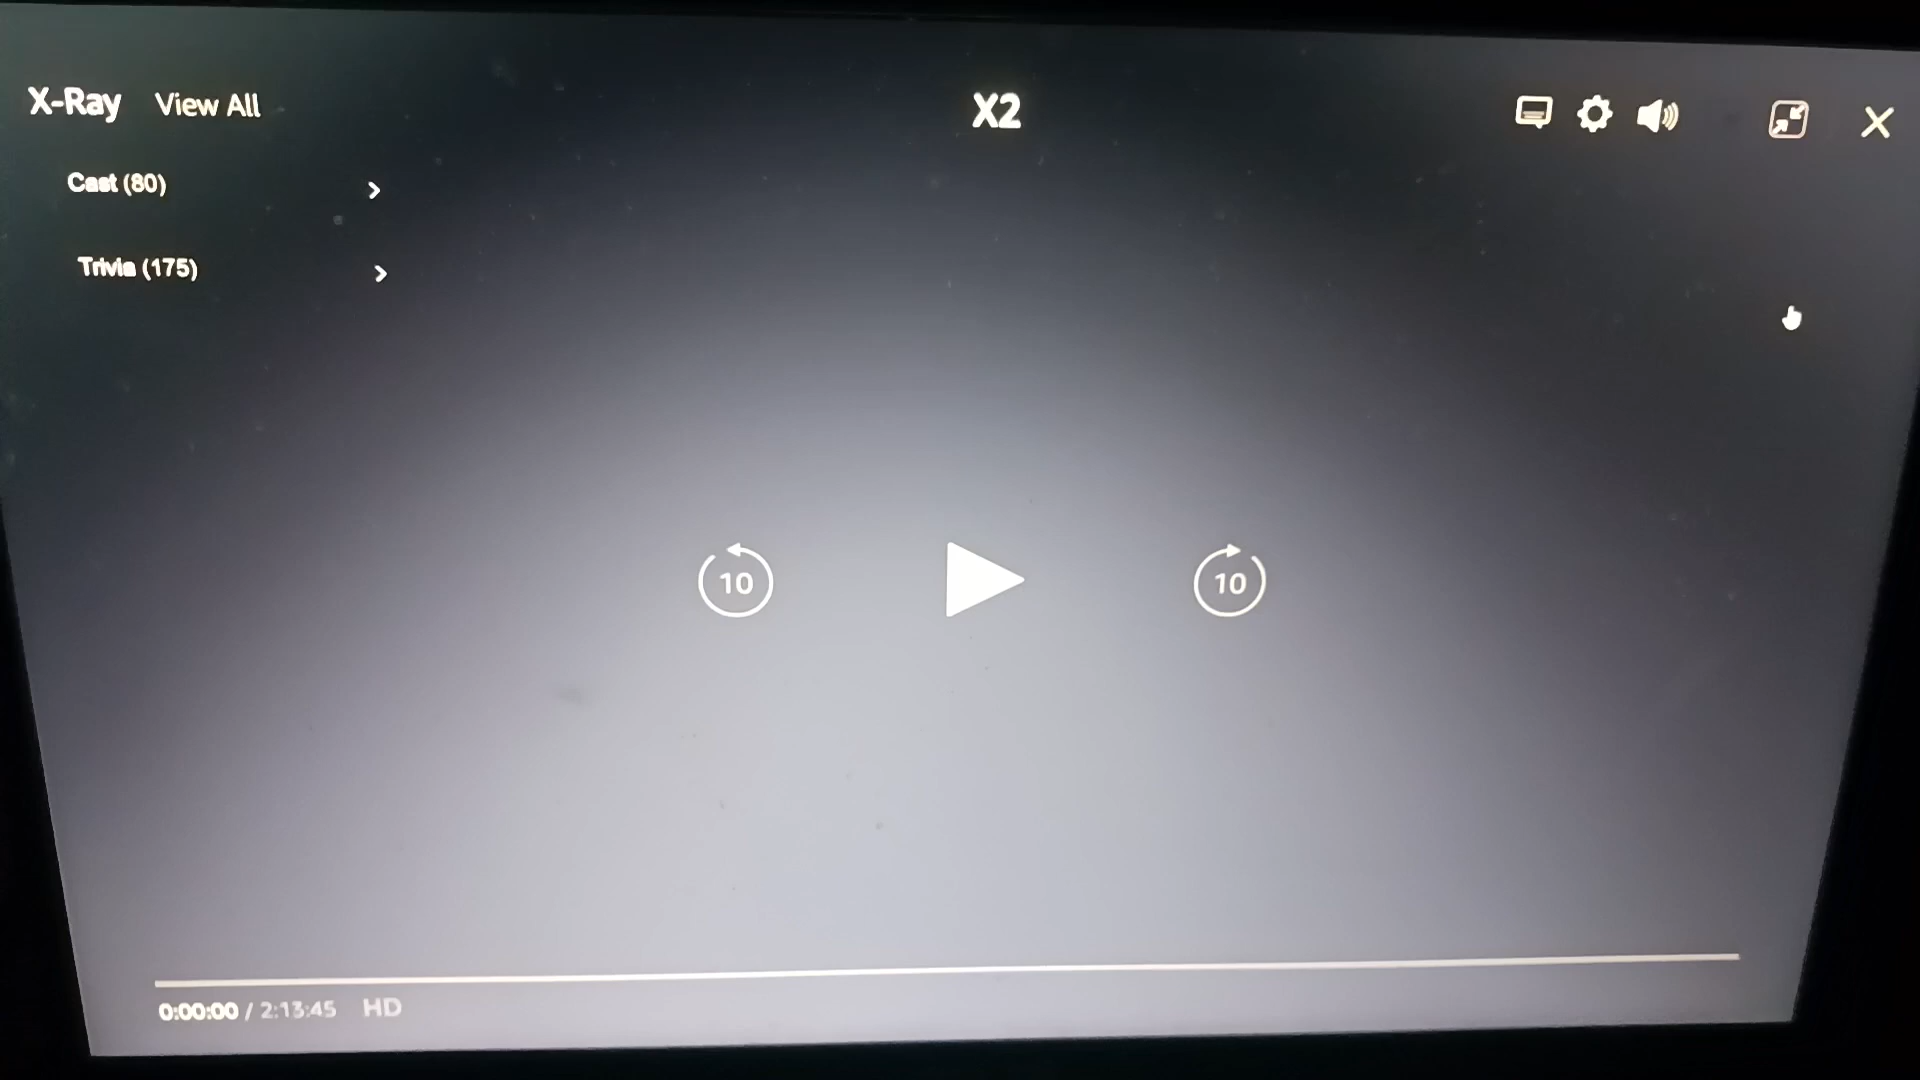 X-Ray View All
X2
Cast (80)
Trivia (175)
10
10
0:00:00 / 2:13:45 HD